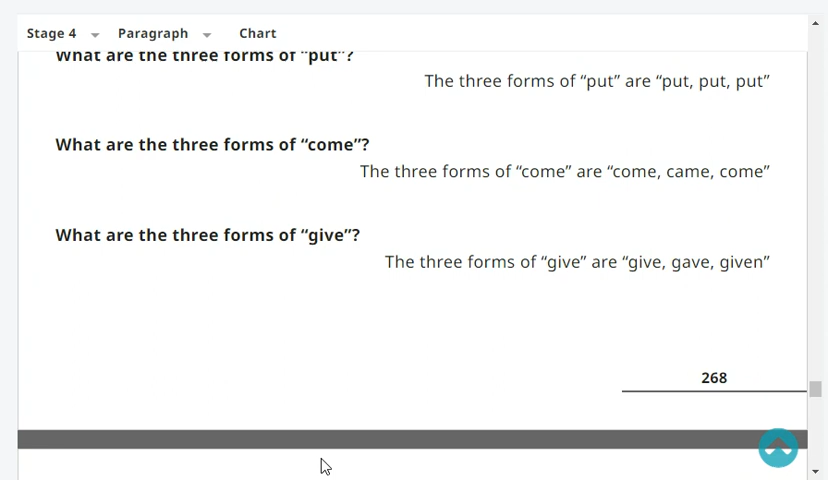 Stage 4 Paragraph Chart
What are the three forms of “put”?
The three forms of “put” are “put, put, put”
What are the three forms of “come”?
The three forms of “come” are “come, came, come”
What are the three forms of “give”?
The three forms of “give” are “give, gave, given”
268